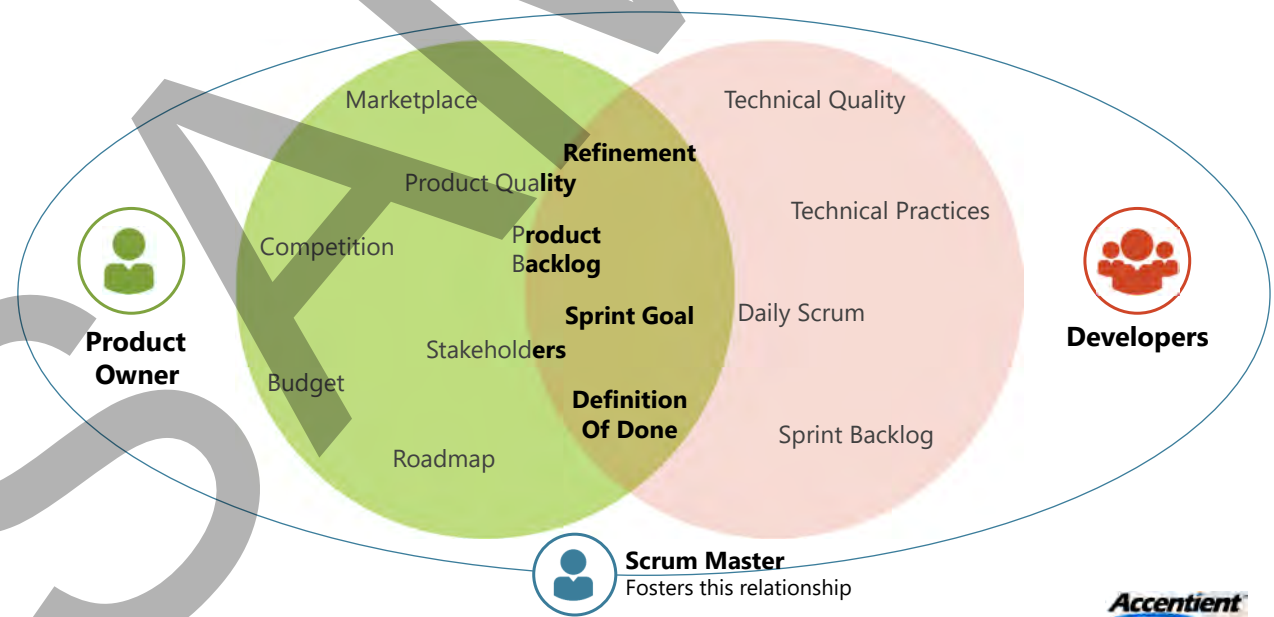 Marketplace
Technical Quality
Refinement
Product Quality
Technical Practices
Product
Backlog
Competition
Sprint Goal
Daily Scrum
Product
Owner
Developers
Stakeholders
Budget
Definition
Of Done
Sprint Backlog
Roadmap
Scrum Master
Fosters this relationship
Accentient